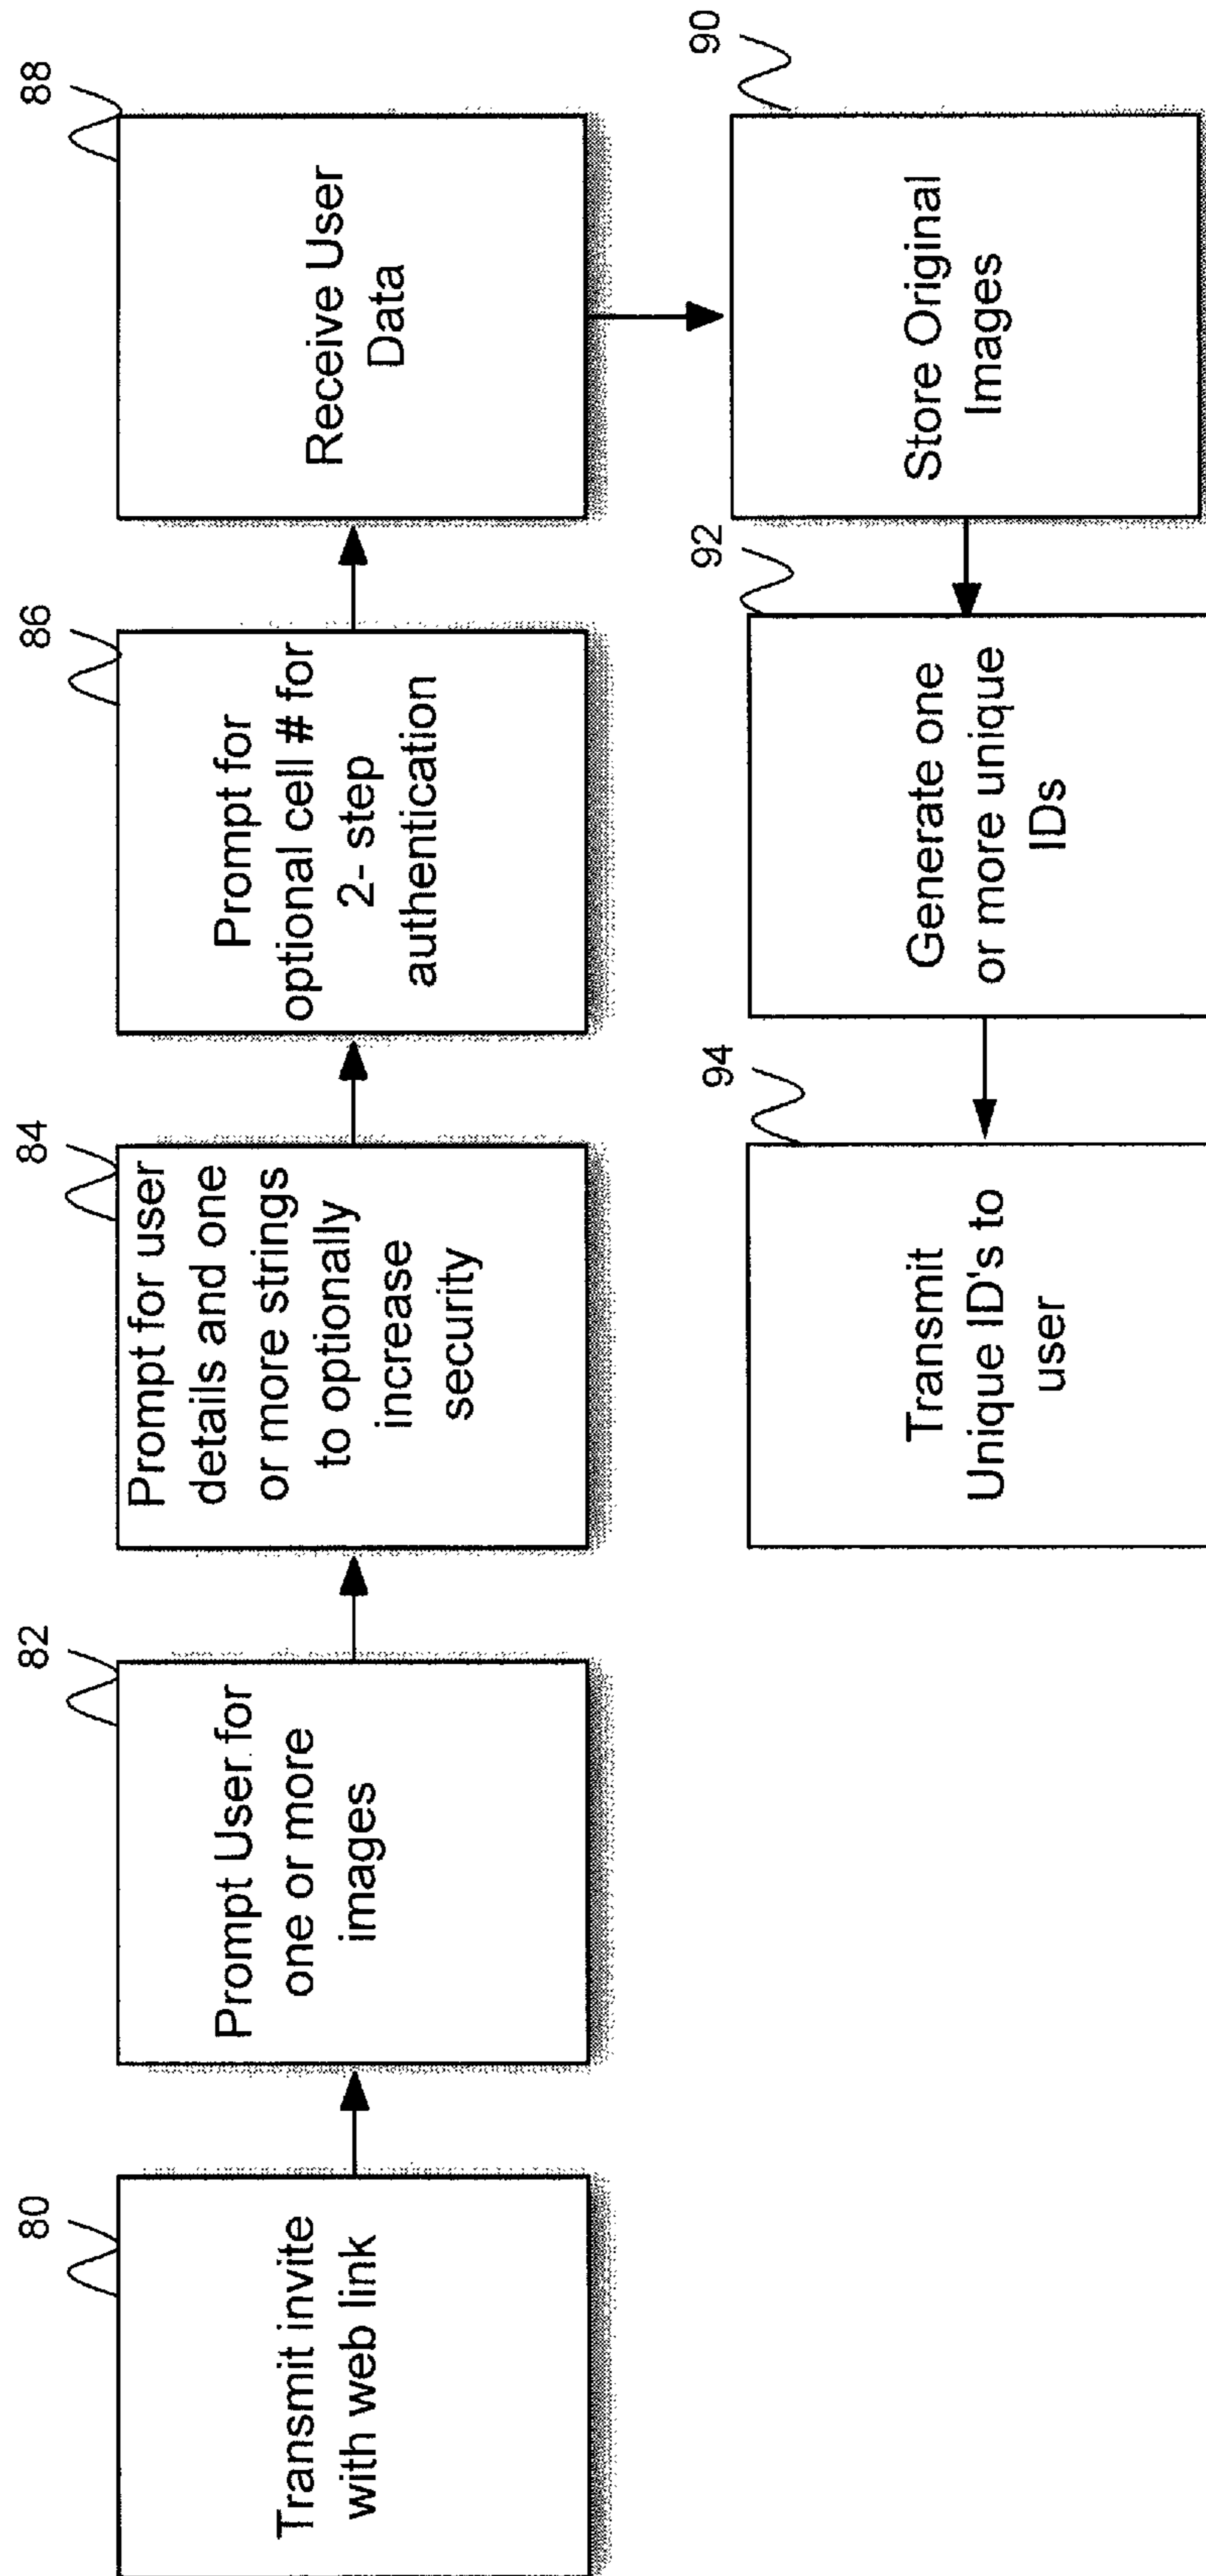 80
Transmit invite
with web link
82
Prompt User for
one or more
images
84
Prompt for user
details and one
or more strings
to optionally
increase
security
86
Prompt for
optional cell # for
2- step
authentication
88
Receive User
Data
90
Store Original
Images
92
Generate one
or more unique
IDs
94
Transmit
Unique ID's to
user